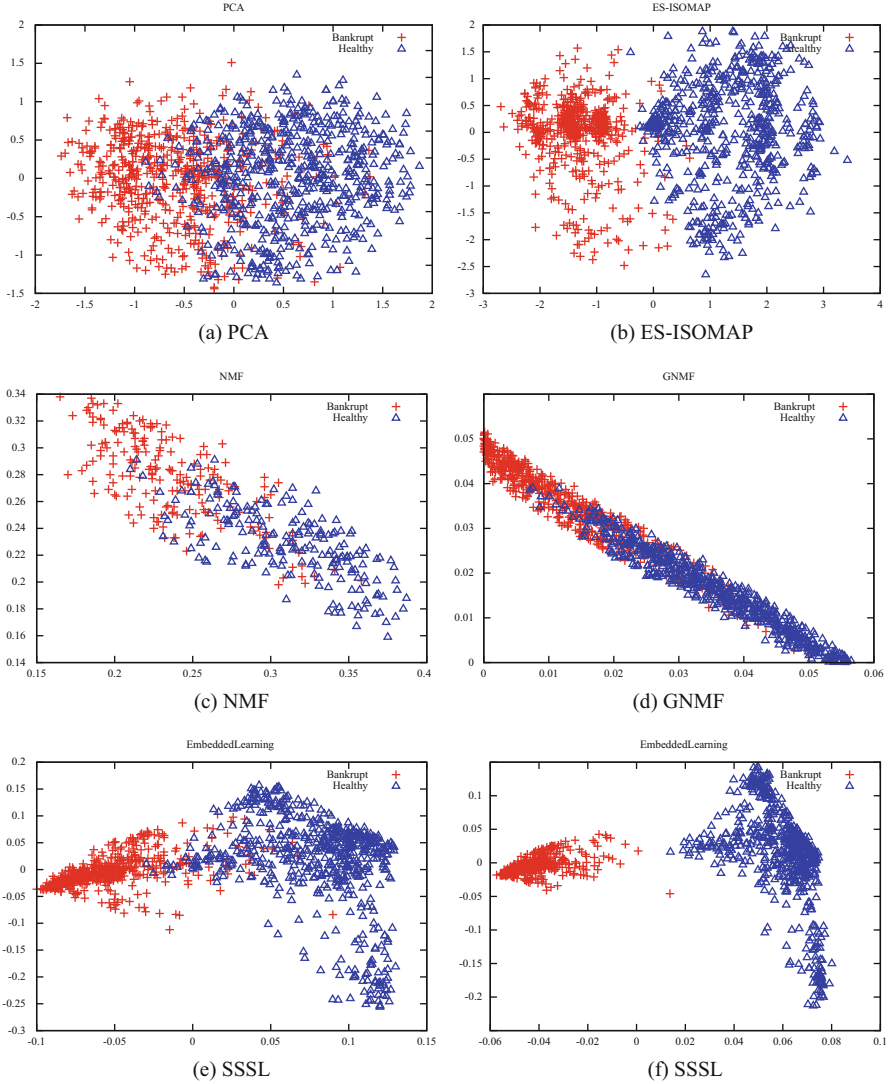 PCA
ES-ISOMAP
2
1.5
1
0.5
0
-0.5
-1
-1.5
Bankrupt
Healthy
-2 -1.5 -1 -0.5 0 0.5 1 1.5 2
2
1.5
1
0.5
0
-0.5
-1
-1.5
-2
-2.5
-3
Bankrupt
Healthy
-3 -2 -1 0 1 2 3 4
(a) PCA
(b) ES-ISOMAP
NMF
GNMF
0.34
0.32
0.3
0.28
0.26
0.24
0.22
0.2
0.18
0.16
0.14
Bankrupt
Healthy
0.15 0.2 0.25 0.3 0.35 0.4
0.05
0.04
0.03
0.02
0.01
0
Bankrupt
Healthy
0 0.01 0.02 0.03 0.04 0.05 0.06
(c) NMF
(d) GNMF
EmbeddedLearning
EmbeddedLearning
0.2
0.15
0.1
0.05
0
-0.05
-0.1
-0.15
-0.2
-0.25
-0.3
Bankrupt
Healthy
-0.1 -0.05 0 0.05 0.1 0.15
0.1
0.05
0
-0.05
-0.1
-0.15
-0.2
Bankrupt
Healthy
-0.06 -0.04 -0.02 0 0.02 0.04 0.06 0.08 0.1
(e) SSSL
(f) SSSL